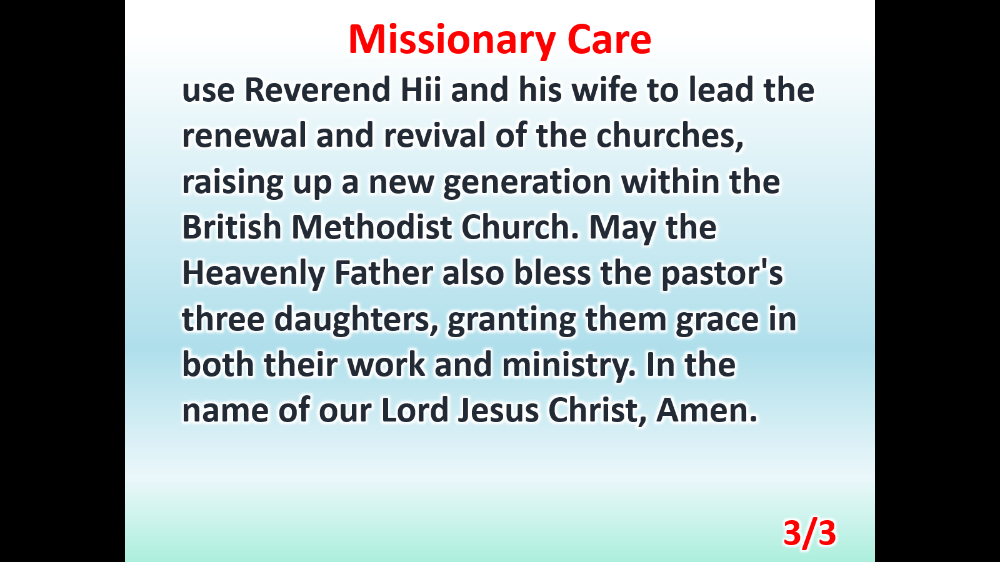 Missionary Care
use Reverend Hii and his wife to lead the
renewal and revival of the churches,
raising up a new generation within the
British Methodist Church. May the
Heavenly Father also bless the pastor's
three daughters, granting them grace in
both their work and ministry. In the
name of our Lord Jesus Christ, Amen.
3/3